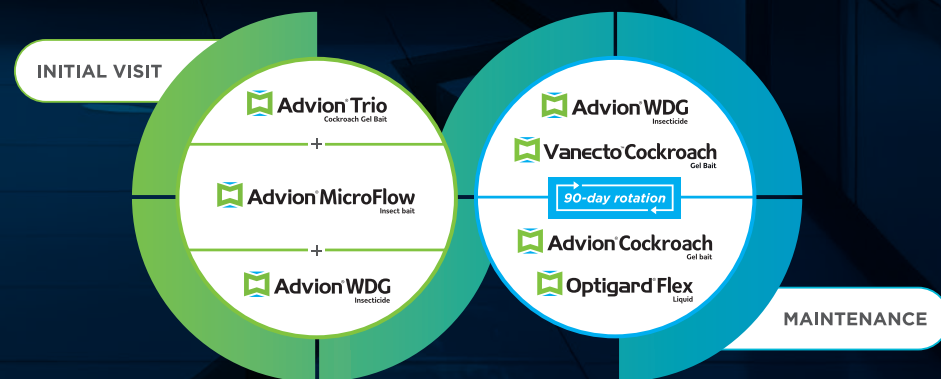 INITIAL VISIT
Advion® Trio
Cockroach Gel Bait
+
Advion® MicroFlow
Insect bait
+
Advion® WDG
Insecticide
Advion® WDG
Insecticide
Vanecto™ Cockroach
Gel Bait
90-day rotation
Advion® Cockroach
Gel bait
Optigard® Flex
Liquid
MAINTENANCE